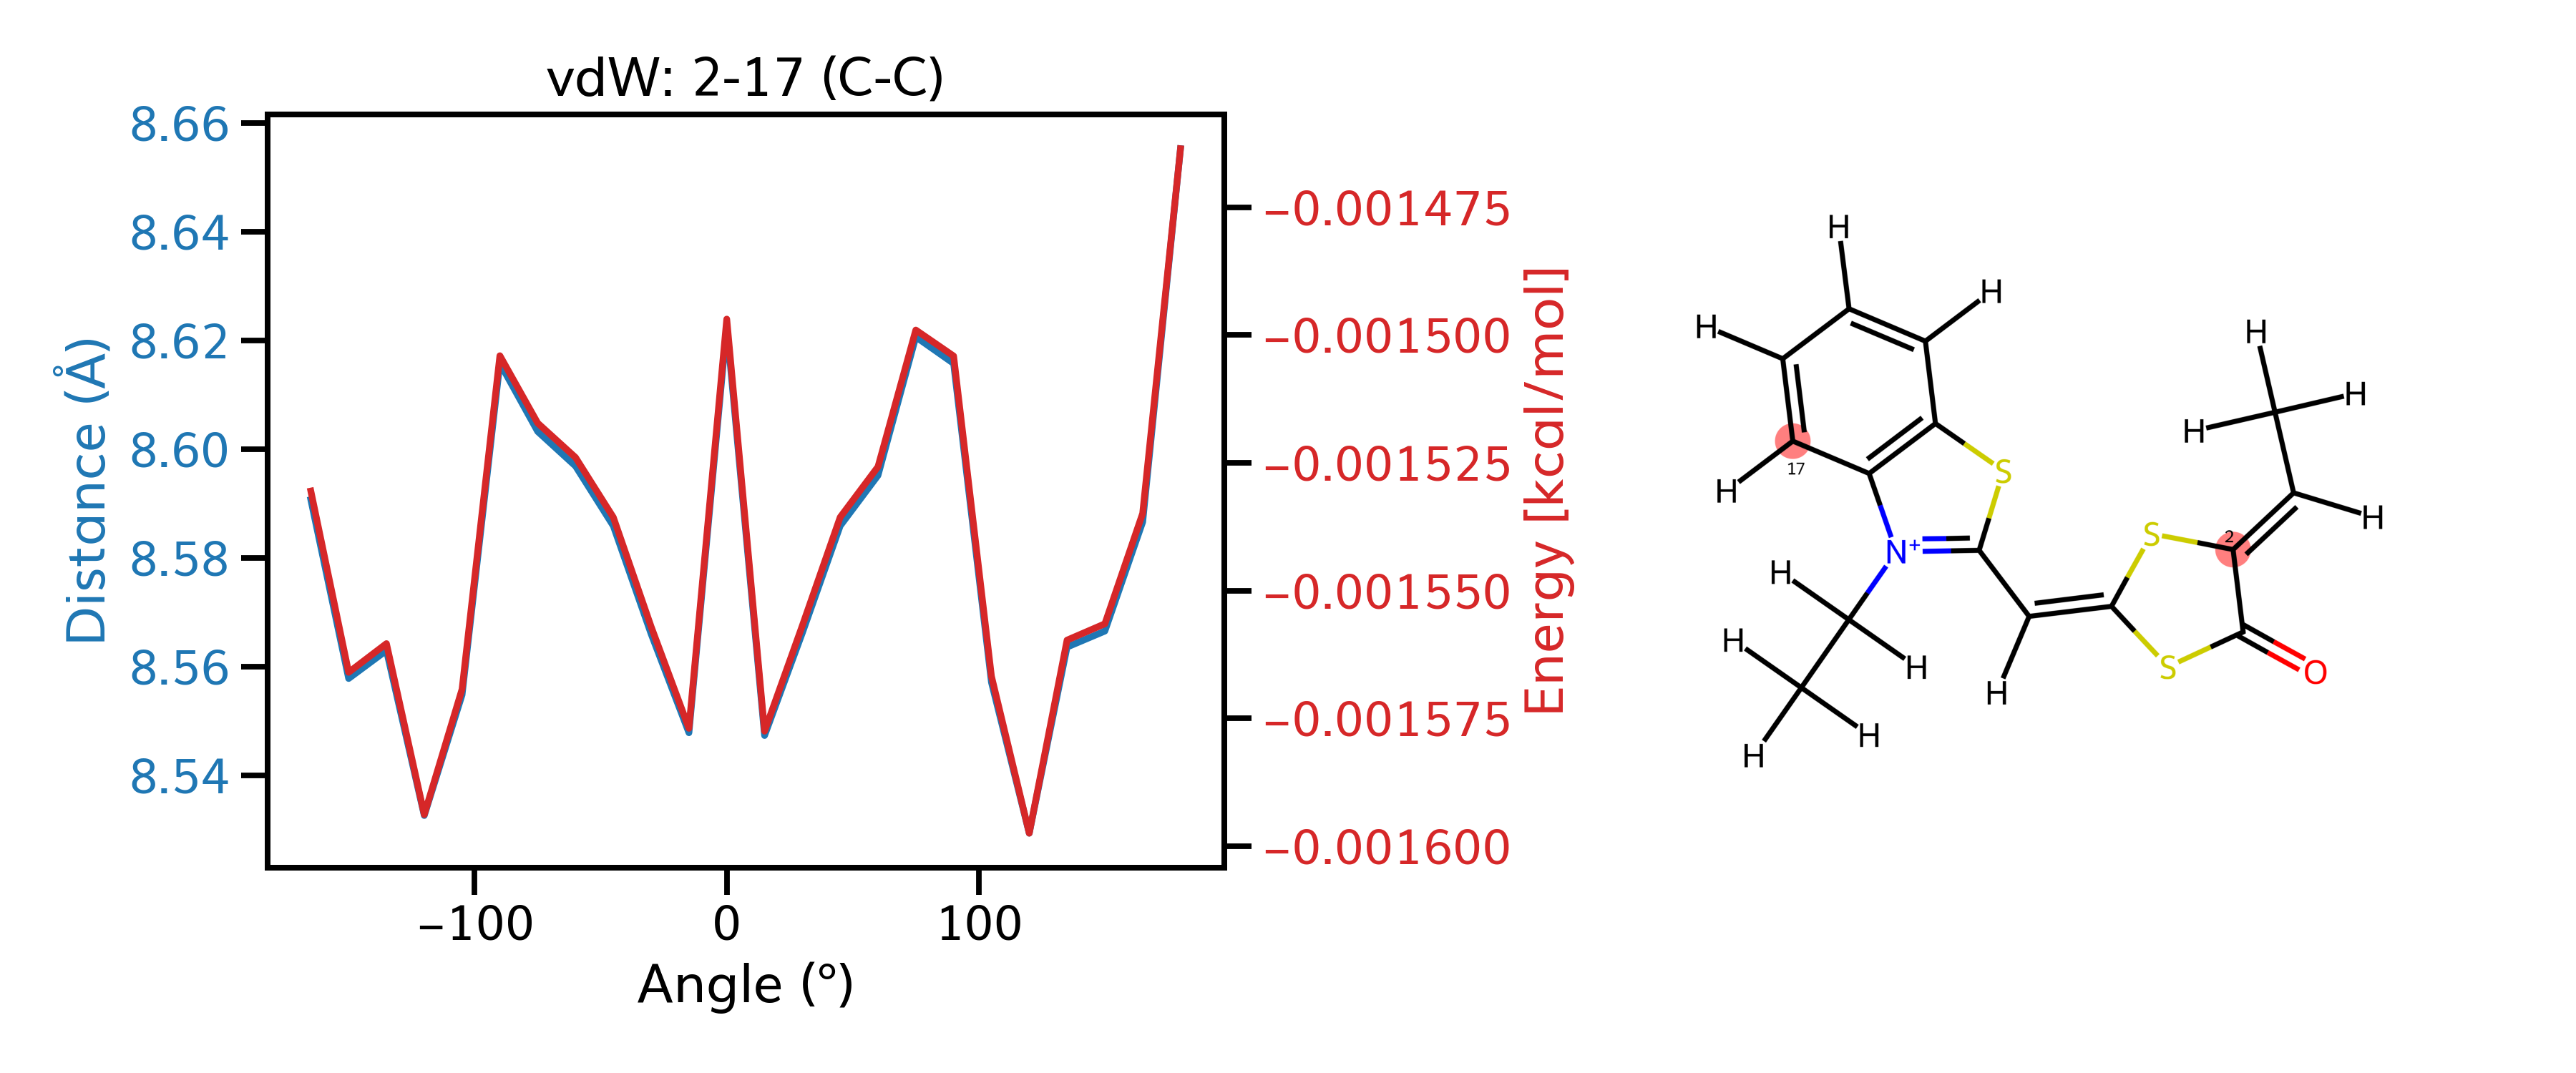 vdW: 2-17 (C-C)
8.66
8.64
8.62
8.60
8.58
8.56
8.54
Distance (Å)
−0.001475
−0.001500
−0.001525
−0.001550
−0.001575
−0.001600
Energy [kcal/mol]
−100 0 100
Angle (°)
H
H
H
H
H
H
H
17
S
H
H
S
2
N+
H
H
H
S
O
H
H
H